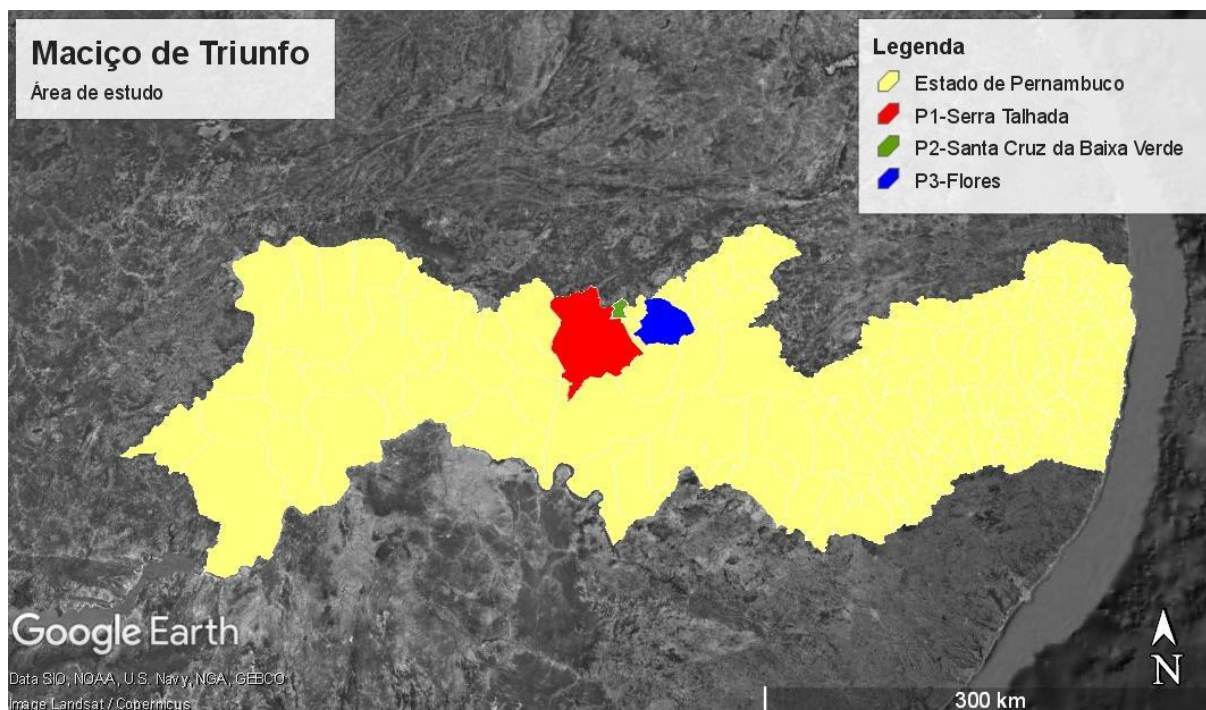 Maciço de Triunfo
Área de estudo
Legenda
Estado de Pernambuco
P1-Serra Talhada
P2-Santa Cruz da Baixa Verde
P3-Flores
Google Earth
Data SIO, NOAA, U.S. Navy, NGA, GEBCO
Image Landsat / Copernicus
N
300 km